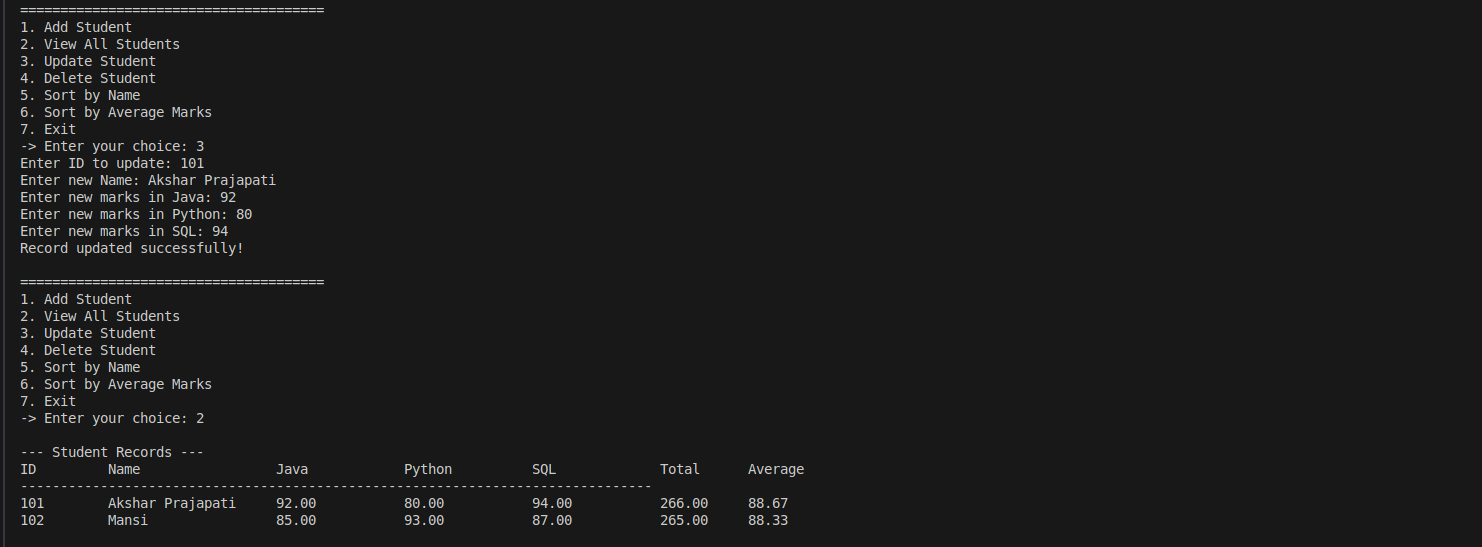 ======================================
1. Add Student
2. View All Students
3. Update Student
4. Delete Student
5. Sort by Name
6. Sort by Average Marks
7. Exit
-> Enter your choice: 3
Enter ID to update: 101
Enter new Name: Akshar Prajapati
Enter new marks in Java: 92
Enter new marks in Python: 80
Enter new marks in SQL: 94
Record updated successfully!

======================================
1. Add Student
2. View All Students
3. Update Student
4. Delete Student
5. Sort by Name
6. Sort by Average Marks
7. Exit
-> Enter your choice: 2

--- Student Records ---
ID         Name                 Java            Python          SQL             Total      Average
-------------------------------------------------------------------------------
101        Akshar Prajapati     92.00           80.00           94.00           266.00     88.67
102        Mansi                85.00           93.00           87.00           265.00     88.33